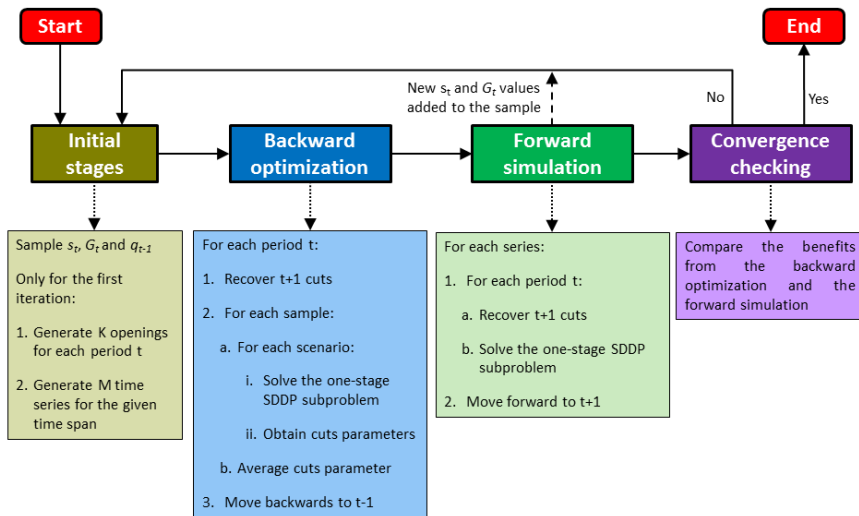 Start
End
New st and Gt values
added to the sample
No
Yes
Initial
stages
Backward
optimization
Forward
simulation
Convergence
checking
Sample st, Gt and qt-1
Only for the first
iteration:
1. Generate K openings
for each period t
2. Generate M time
series for the given
time span
For each period t:
1. Recover t+1 cuts
2. For each sample:
a. For each scenario:
i. Solve the one-stage
SDDP subproblem
ii. Obtain cuts parameters
b. Average cuts parameter
3. Move backwards to t-1
For each series:
1. For each period t:
a. Recover t+1 cuts
b. Solve the one-stage SDDP
subproblem
2. Move forward to t+1
Compare the benefits
from the backward
optimization and the
forward simulation